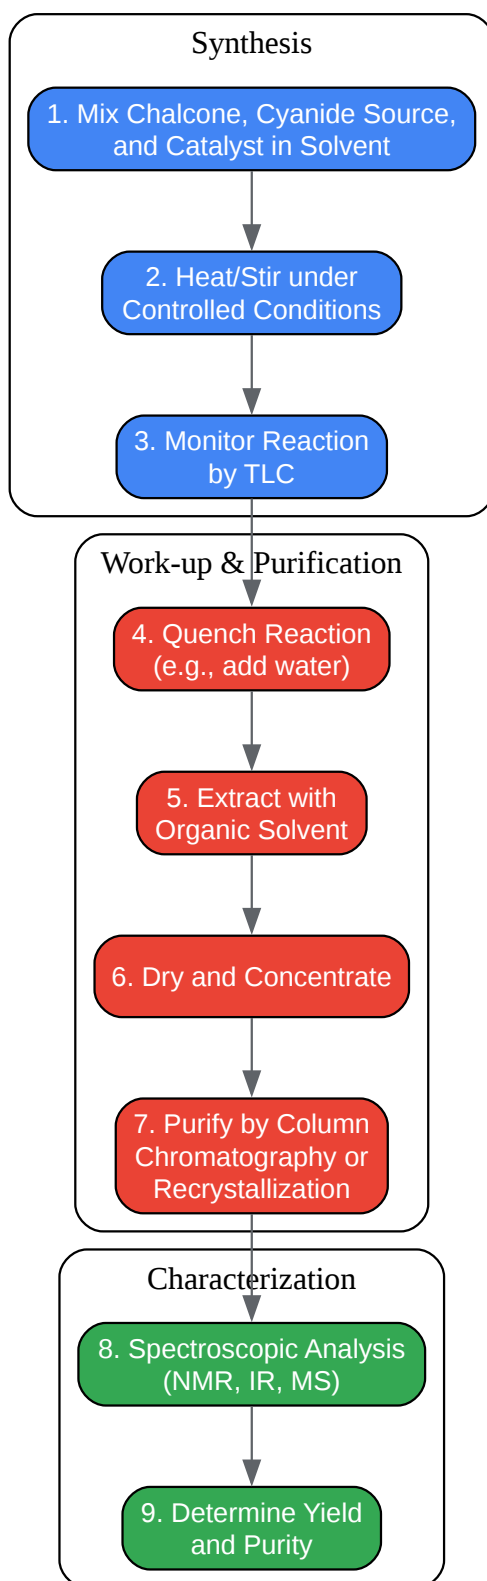 Synthesis
1. Mix Chalcone, Cyanide Source,
and Catalyst in Solvent
2. Heat/Stir under
Controlled Conditions
3. Monitor Reaction
by TLC
Work-up & Purification
4. Quench Reaction
(e.g., add water)
5. Extract with
Organic Solvent
6. Dry and Concentrate
7. Purify by Column
Chromatography or
Recrystallization
Characterization
8. Spectroscopic Analysis
(NMR, IR, MS)
9. Determine Yield
and Purity